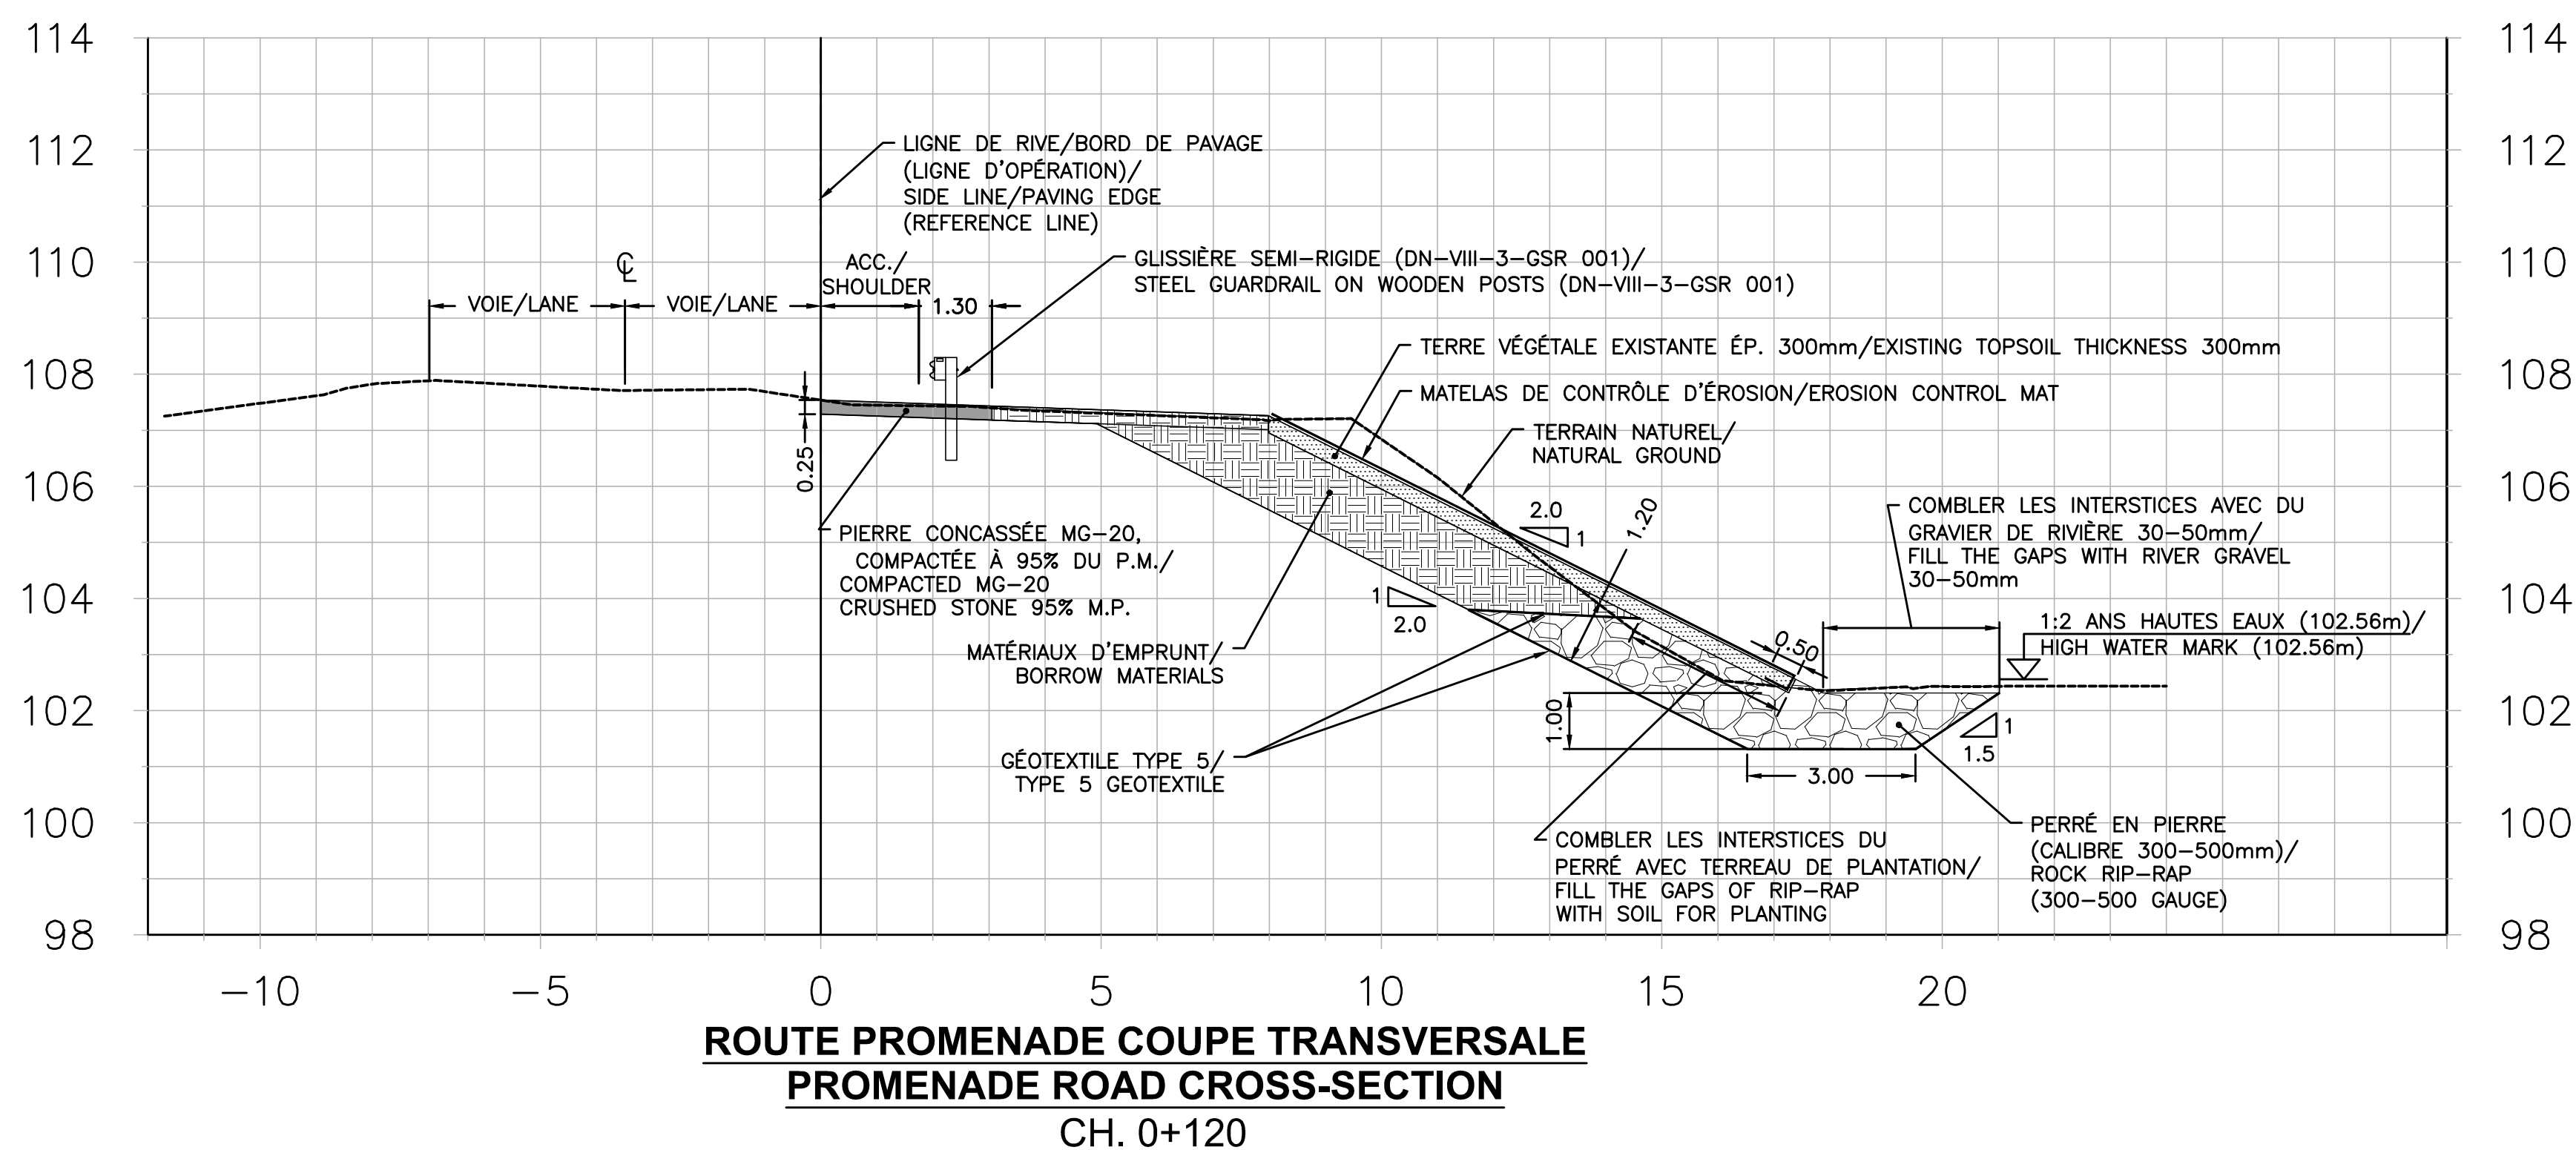 114
114
112
112
110
110
108
108
106
106
104
104
102
102
100
100
98
98
LIGNE DE RIVE/BORD DE PAVAGE
(LIGNE D'OPÉRATION)/
SIDE LINE/PAVING EDGE
(REFERENCE LINE)
℄
ACC./
SHOULDER
VOIE/LANE
VOIE/LANE
1.30
GLISSIÈRE SEMI-RIGIDE (DN-VIII-3-GSR 001)/
STEEL GUARDRAIL ON WOODEN POSTS (DN-VIII-3-GSR 001)
TERRE VÉGÉTALE EXISTANTE ÉP. 300mm/EXISTING TOPSOIL THICKNESS 300mm
MATELAS DE CONTRÔLE D'ÉROSION/EROSION CONTROL MAT
TERRAIN NATUREL/
NATURAL GROUND
0.25
PIERRE CONCASSÉE MG-20,
COMPACTÉE À 95% DU P.M./
COMPACTED MG-20
CRUSHED STONE 95% M.P.
2.0
1
1.20
COMBLER LES INTERSTICES AVEC DU
GRAVIER DE RIVIÈRE 30-50mm/
FILL THE GAPS WITH RIVER GRAVEL
30-50mm
1
2.0
1:2 ANS HAUTES EAUX (102.56m)/
HIGH WATER MARK (102.56m)
MATÉRIAUX D'EMPRUNT/
BORROW MATERIALS
0.50
1.00
1
1.5
3.00
GÉOTEXTILE TYPE 5/
TYPE 5 GEOTEXTILE
COMBLER LES INTERSTICES DU
PERRÉ AVEC TERREAU DE PLANTATION/
FILL THE GAPS OF RIP-RAP
WITH SOIL FOR PLANTING
PERRÉ EN PIERRE
(CALIBRE 300-500mm)/
ROCK RIP-RAP
(300-500 GAUGE)
-10
-5
0
5
10
15
20
ROUTE PROMENADE COUPE TRANSVERSALE
PROMENADE ROAD CROSS-SECTION
CH. 0+120